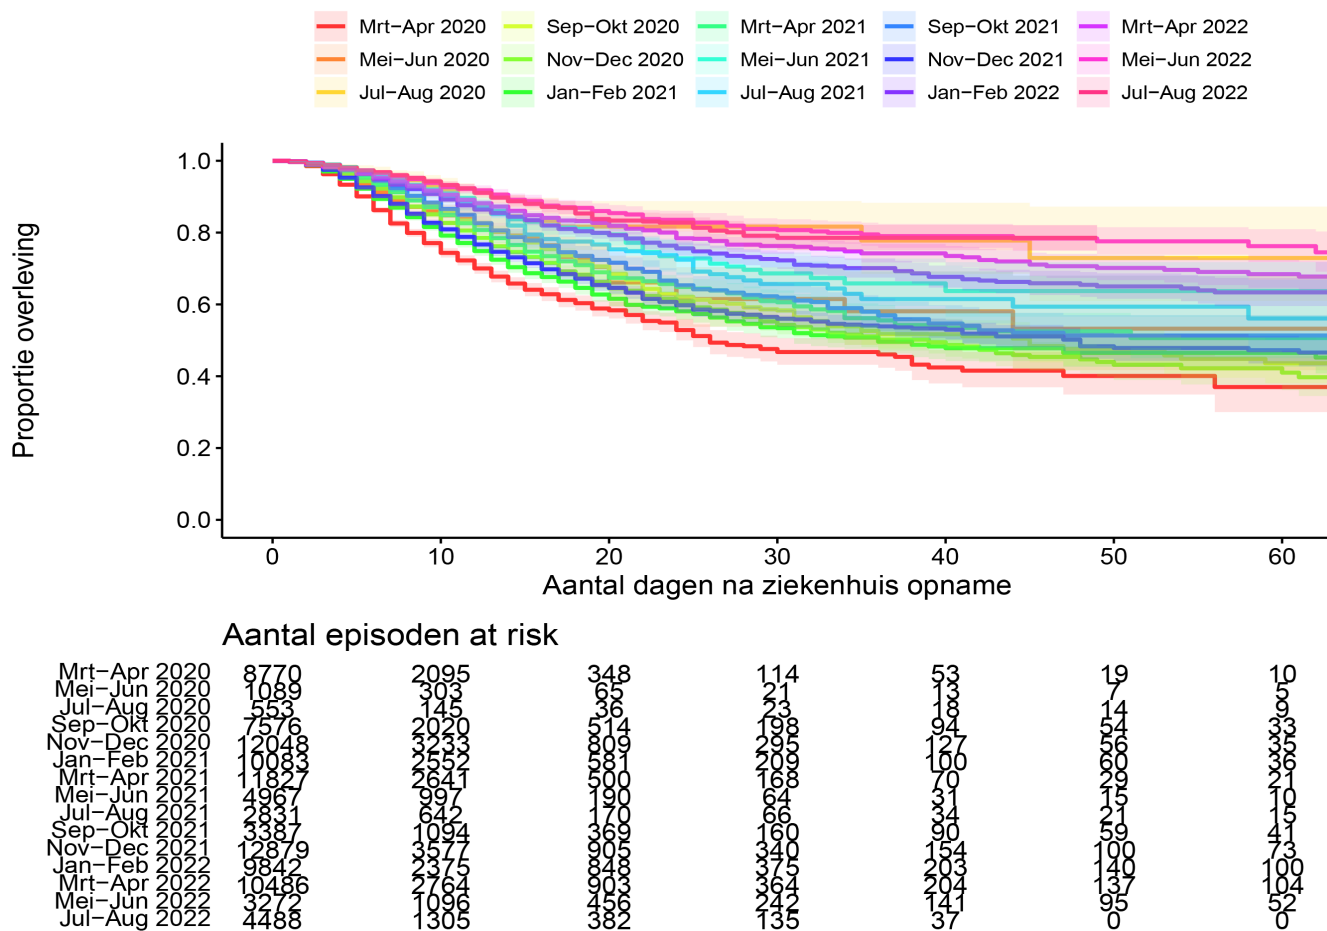 Mrt−Apr 2020 Sep−Okt 2020 Mrt−Apr 2021 Sep−Okt 2021 Mrt−Apr 2022
Mei−Jun 2020 Nov−Dec 2020 Mei−Jun 2021 Nov−Dec 2021 Mei−Jun 2022
Jul−Aug 2020 Jan−Feb 2021 Jul−Aug 2021 Jan−Feb 2022 Jul−Aug 2022
Proportie overleving
1.0
0.8
0.6
0.4
0.2
0.0
0 10 20 30 40 50 60
Aantal dagen na ziekenhuis opname
Aantal episoden at risk
Mrt−Apr 2020 8770 2095 348 114 53 19 10
Mei−Jun 2020 1089 303 65 21 13 7 5
Jul−Aug 2020 553 145 36 23 18 14 9
Sep−Okt 2020 7576 2020 514 198 94 54 33
Nov−Dec 2020 12048 3233 809 295 127 56 35
Jan−Feb 2021 10083 2552 581 209 100 60 36
Mrt−Apr 2021 11827 2641 500 168 70 29 21
Mei−Jun 2021 4967 997 190 64 31 15 10
Jul−Aug 2021 2831 642 170 66 34 21 15
Sep−Okt 2021 3387 1094 369 160 90 59 41
Nov−Dec 2021 12879 3577 905 340 154 100 73
Jan−Feb 2022 9842 2375 848 375 203 140 100
Mrt−Apr 2022 10486 2764 903 364 204 137 104
Mei−Jun 2022 3272 1096 456 242 141 95 52
Jul−Aug 2022 4488 1305 382 135 37 0 0